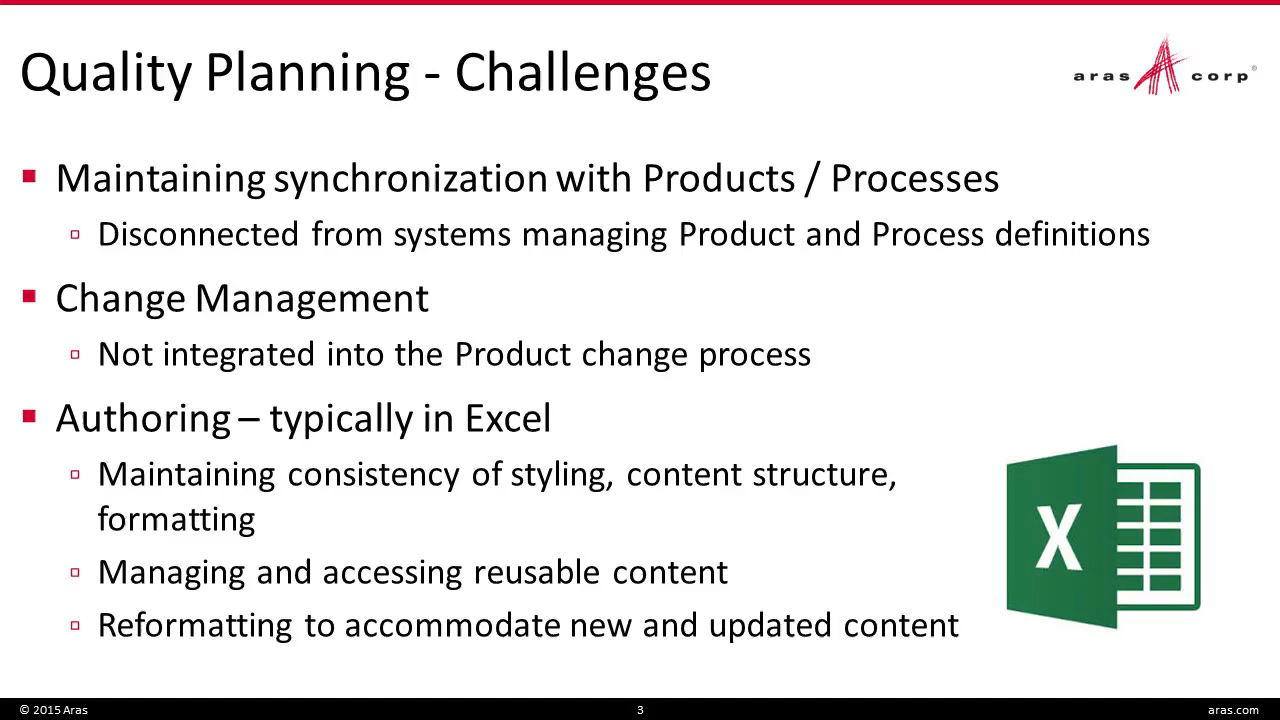 Quality Planning - Challenges
aras corp®
▪ Maintaining synchronization with Products / Processes
▫ Disconnected from systems managing Product and Process definitions
▪ Change Management
▫ Not integrated into the Product change process
▪ Authoring – typically in Excel
▫ Maintaining consistency of styling, content structure,
formatting
▫ Managing and accessing reusable content
▫ Reformatting to accommodate new and updated content
X
© 2015 Aras
3
aras.com